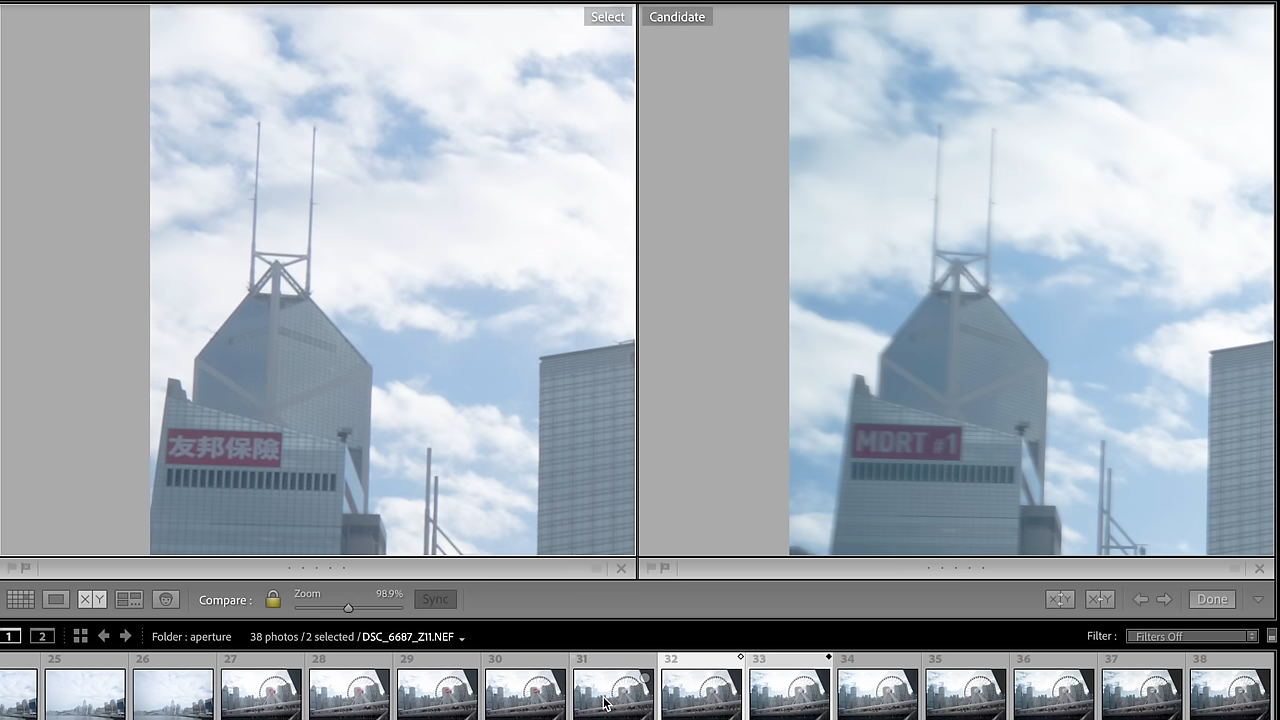 Select
Candidate
友邦保險
MDRT #1
XY
Compare :
Zoom
98.9%
Sync
Done
1
2
Folder : aperture
38 photos / 2 selected / DSC_6687_Z11.NEF
Filter :
Filters Off
25
26
27
28
29
30
31
32
33
34
35
36
37
38